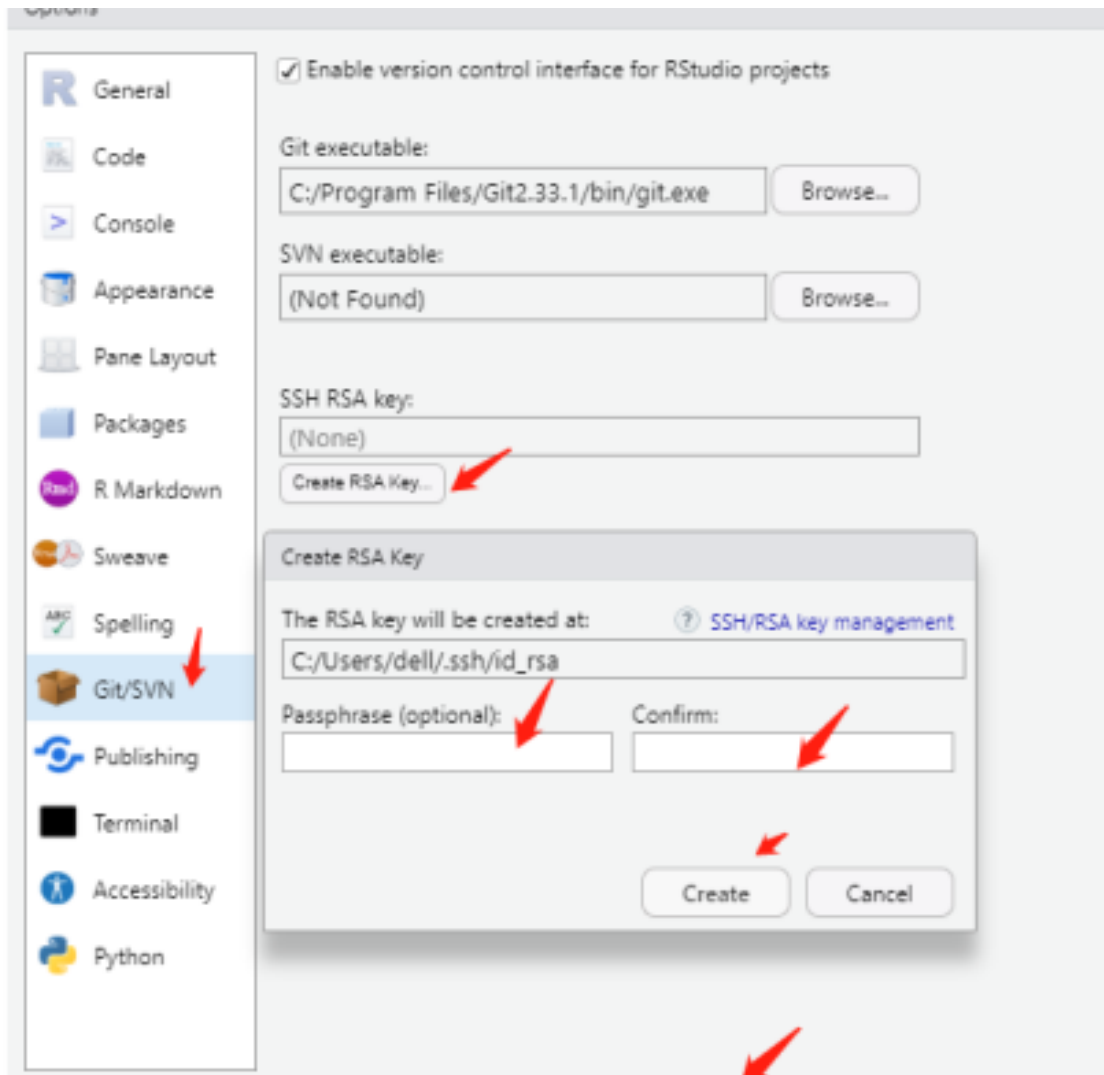 Options
General
Code
Console
Appearance
Pane Layout
Packages
R Markdown
Sweave
Spelling
Git/SVN
Publishing
Terminal
Accessibility
Python
Enable version control interface for RStudio projects
Git executable:
C:/Program Files/Git2.33.1/bin/git.exe Browse...
SVN executable:
(Not Found) Browse...
SSH RSA key:
(None)
Create RSA Key...
Create RSA Key
The RSA key will be created at: ? SSH/RSA key management
C:/Users/dell/.ssh/id_rsa
Passphrase (optional): Confirm:
Create Cancel